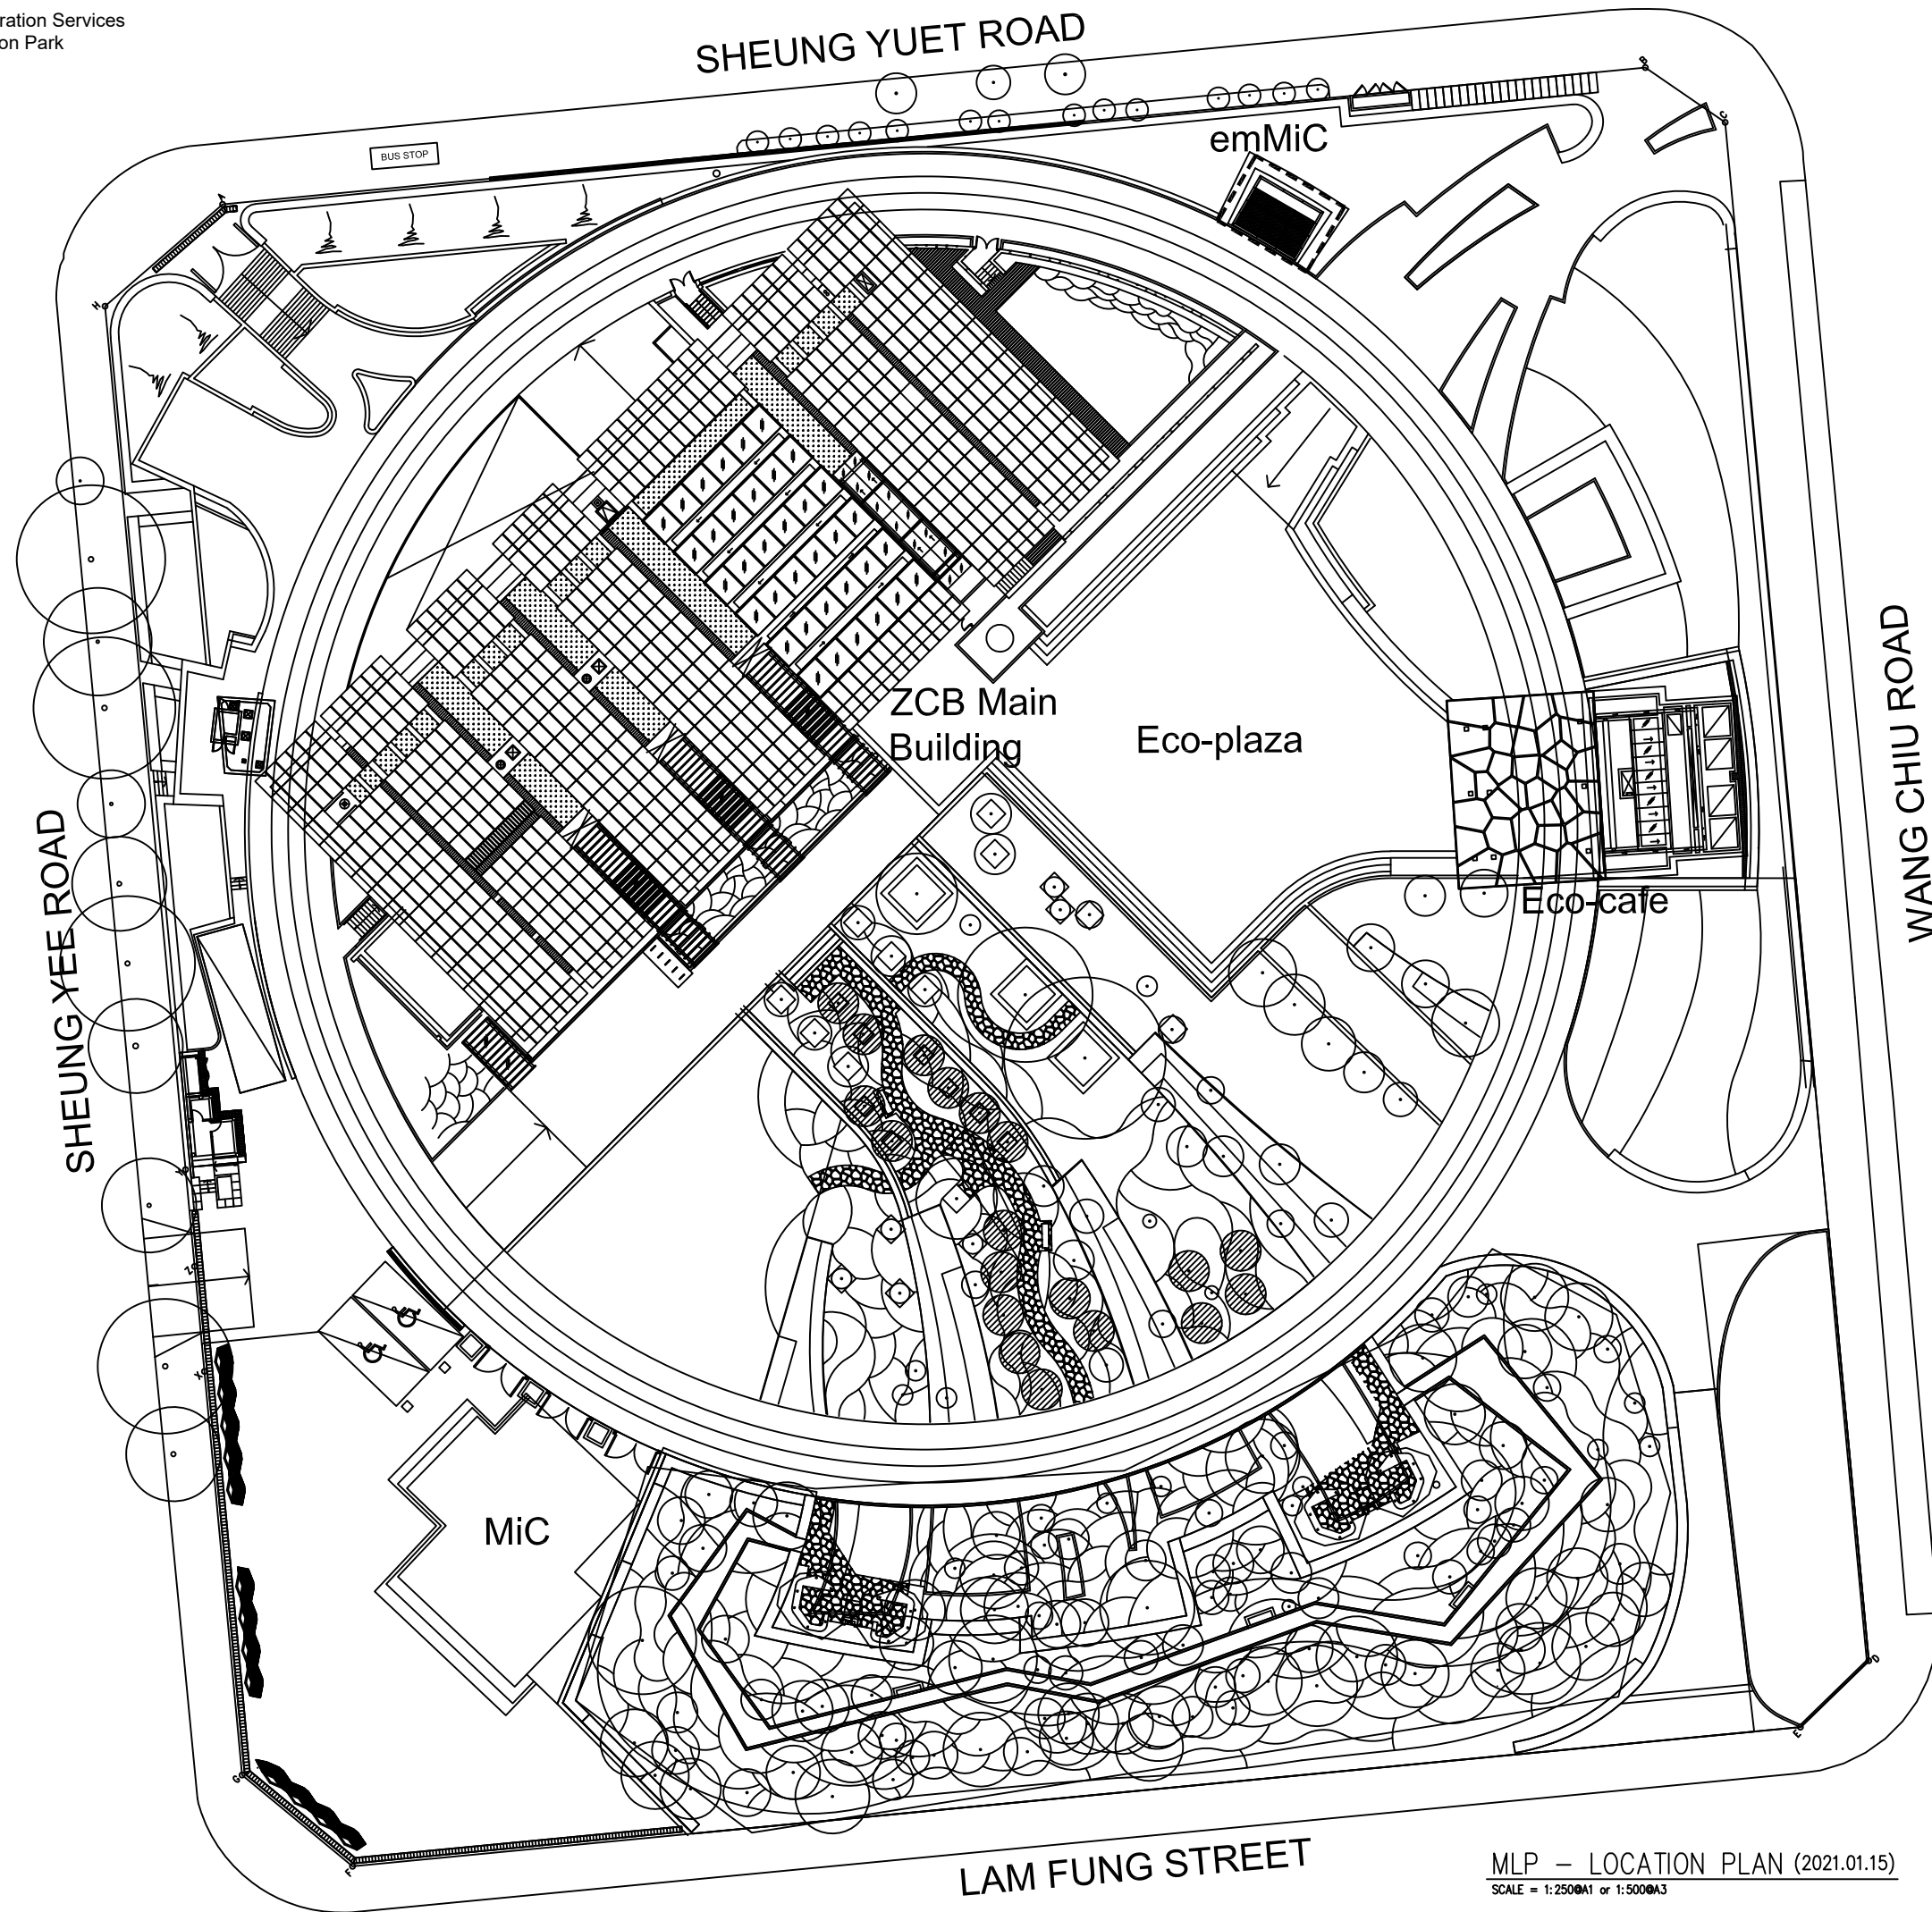 ration Services
on Park
SHEUNG YUET ROAD
BUS STOP
emMiC
ZCB Main
Building
Eco-plaza
Eco-cafe
WANG CHIU ROAD
SHEUNG YEE ROAD
MiC
LAM FUNG STREET
MLP - LOCATION PLAN (2021.01.15)
SCALE = 1:250@A1 or 1:500@A3